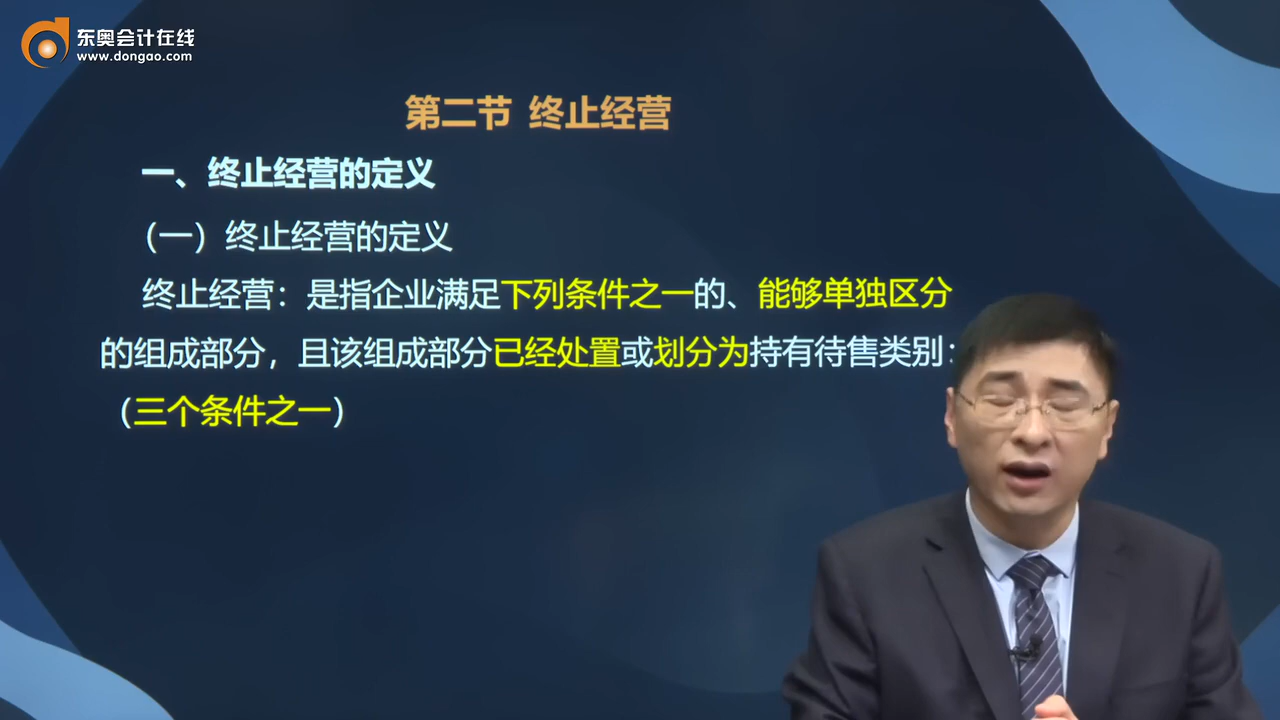 东奥会计在线
www.dongao.com
第二节 终止经营
一、终止经营的定义
（一）终止经营的定义
终止经营：是指企业满足下列条件之一的、能够单独区分
的组成部分，且该组成部分已经处置或划分为持有待售类别：
（三个条件之一）